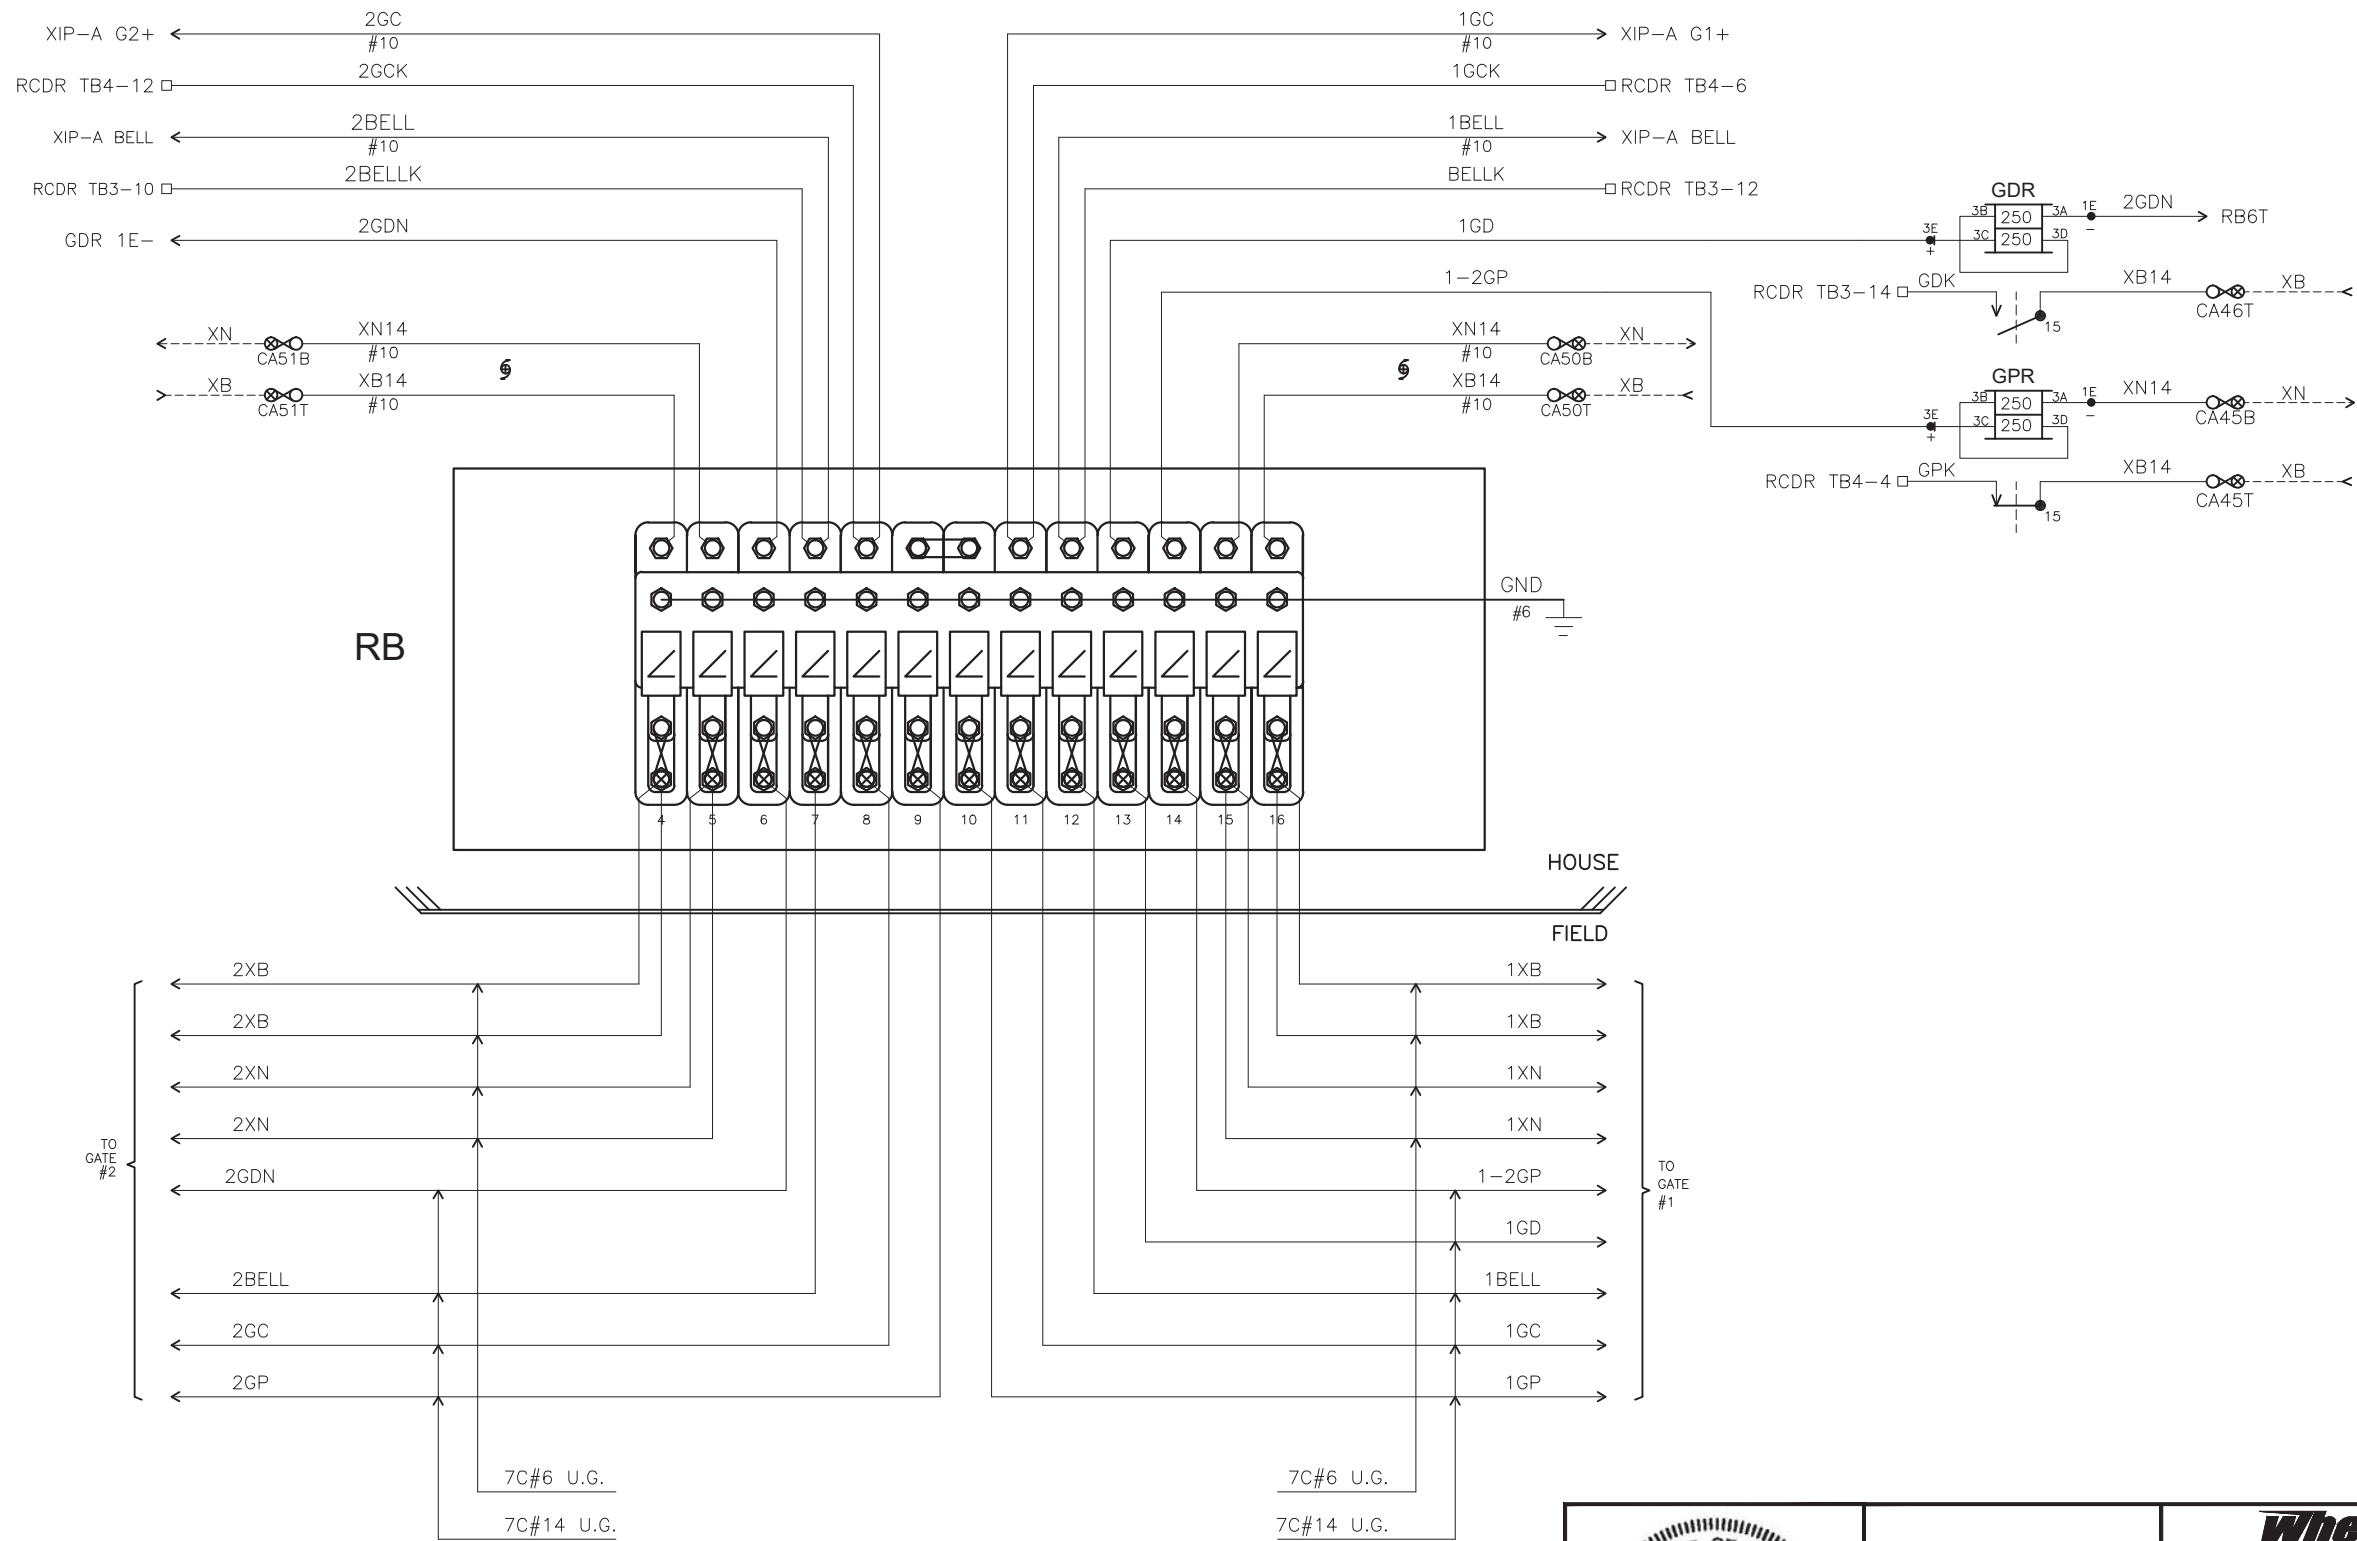 2GC
1GC
XIP-A G2+
#10
#10
XIP-A G1+
2GCK
1GCK
RCDR TB4-12
RCDR TB4-6
2BELL
1BELL
XIP-A BELL
#10
#10
XIP-A BELL
2BELLK
BELLK
RCDR TB3-10
RCDR TB3-12
2GDN
1GD
GDR 1E-
GDR
3B 250 3A 1E 2GDN RB6T
-
3E 3C 250 3D
+
1-2GP
RCDR TB3-14 GDK XB14 XB
CA46T
15
XN XN14
CA51B #10
XN14 XN
#10 CA50B
XB XB14
CA51T #10
XB14 XB
#10 CA50T
GPR
3B 250 3A 1E XN14 XN
- CA45B
3E 3C 250 3D
+
RCDR TB4-4 GPK XB14 XB
CA45T
15
GND
#6
RB
4 5 6 7 8 9 10 11 12 13 14 15 16
HOUSE
FIELD
2XB
1XB
2XB
1XB
2XN
1XN
2XN
1XN
TO
GATE
#2
2GDN
1-2GP
TO
GATE
#1
1GD
2BELL
1BELL
2GC
1GC
2GP
1GP
7C#6 U.G.
7C#6 U.G.
7C#14 U.G.
7C#14 U.G.